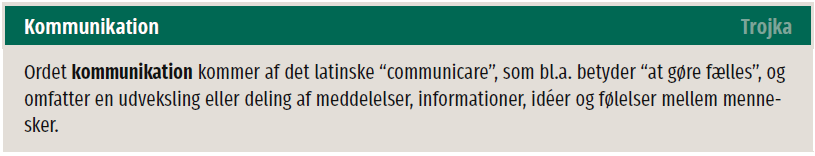 Kommunikation Trojka
Ordet kommunikation kommer af det latinske “communicare”, som bl.a. betyder “at gøre fælles”, og
omfatter en udveksling eller deling af meddelelser, informationer, idéer og følelser mellem menne-
sker.